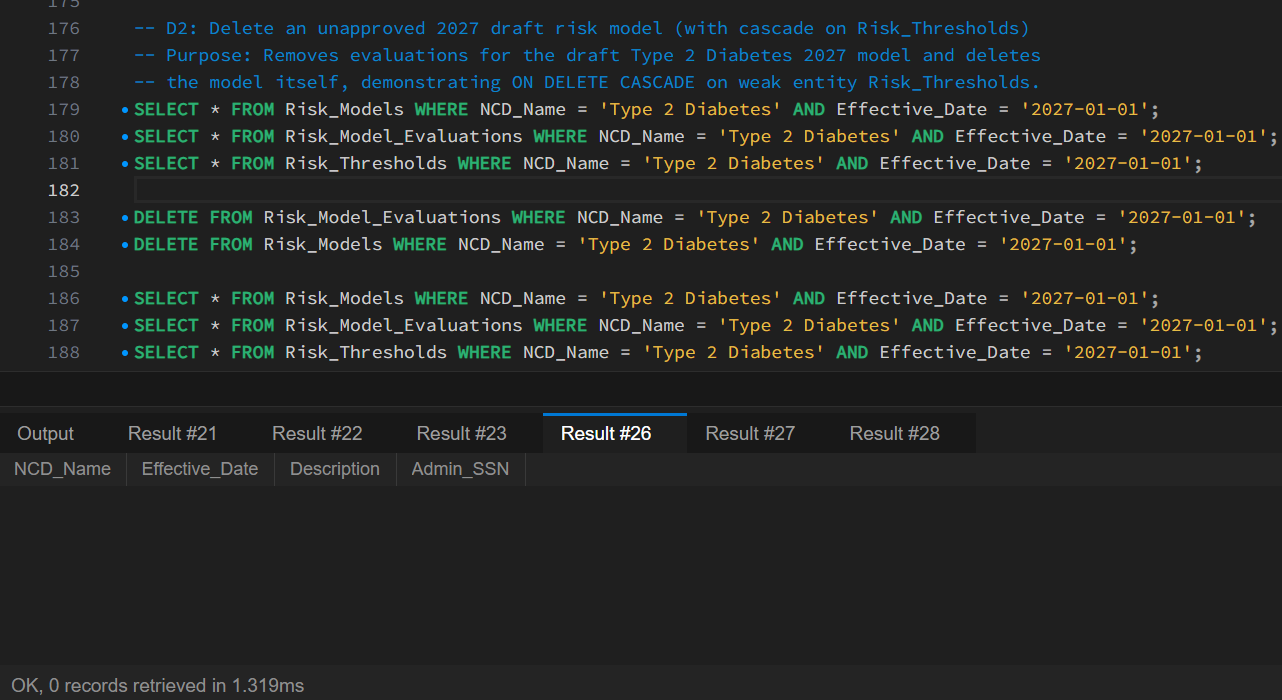 175
176 -- D2: Delete an unapproved 2027 draft risk model (with cascade on Risk_Thresholds)
177 -- Purpose: Removes evaluations for the draft Type 2 Diabetes 2027 model and deletes
178 -- the model itself, demonstrating ON DELETE CASCADE on weak entity Risk_Thresholds.
179 SELECT * FROM Risk_Models WHERE NCD_Name = 'Type 2 Diabetes' AND Effective_Date = '2027-01-01';
180 SELECT * FROM Risk_Model_Evaluations WHERE NCD_Name = 'Type 2 Diabetes' AND Effective_Date = '2027-01-01';
181 SELECT * FROM Risk_Thresholds WHERE NCD_Name = 'Type 2 Diabetes' AND Effective_Date = '2027-01-01';
182
183 DELETE FROM Risk_Model_Evaluations WHERE NCD_Name = 'Type 2 Diabetes' AND Effective_Date = '2027-01-01';
184 DELETE FROM Risk_Models WHERE NCD_Name = 'Type 2 Diabetes' AND Effective_Date = '2027-01-01';
185
186 SELECT * FROM Risk_Models WHERE NCD_Name = 'Type 2 Diabetes' AND Effective_Date = '2027-01-01';
187 SELECT * FROM Risk_Model_Evaluations WHERE NCD_Name = 'Type 2 Diabetes' AND Effective_Date = '2027-01-01';
188 SELECT * FROM Risk_Thresholds WHERE NCD_Name = 'Type 2 Diabetes' AND Effective_Date = '2027-01-01';
Output Result #21 Result #22 Result #23 Result #26 Result #27 Result #28
NCD_Name Effective_Date Description Admin_SSN
OK, 0 records retrieved in 1.319ms